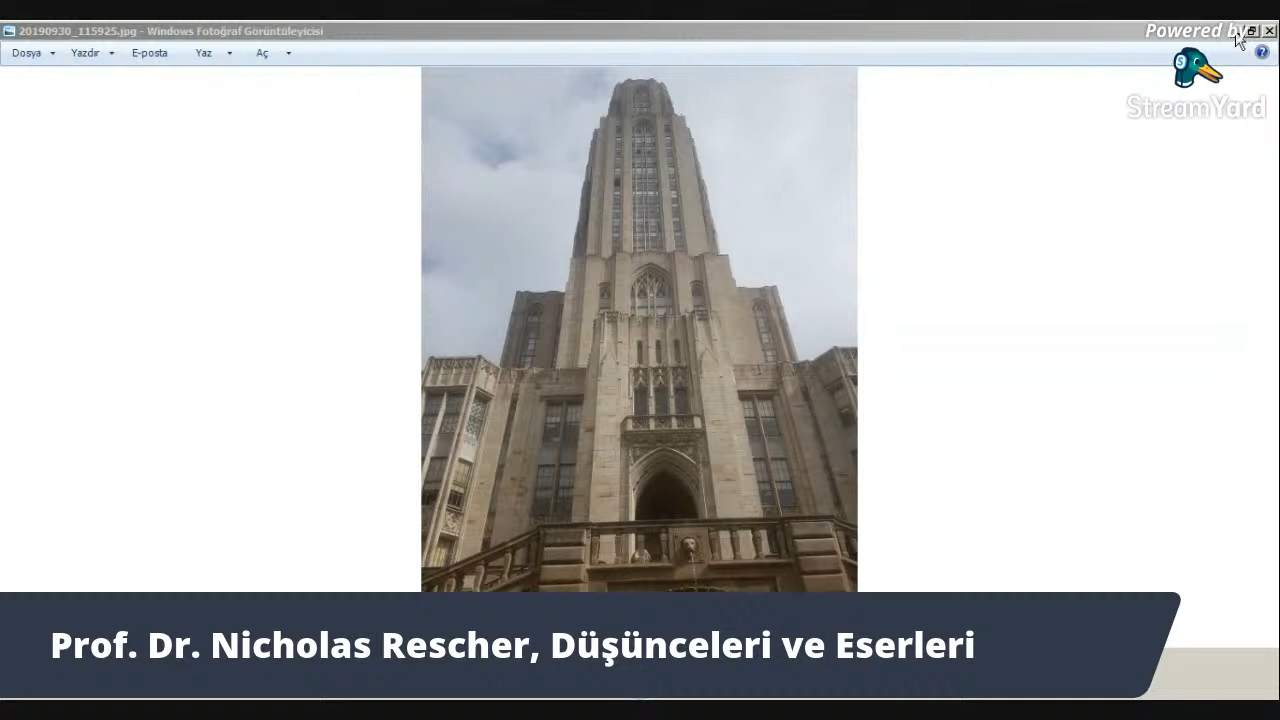 20190930_115925.jpg - Windows Fotoğraf Görüntüleyicisi
Powered by
Dosya Yazdır E-posta Yaz Aç
StreamYard
Prof. Dr. Nicholas Rescher, Düşünceleri ve Eserleri